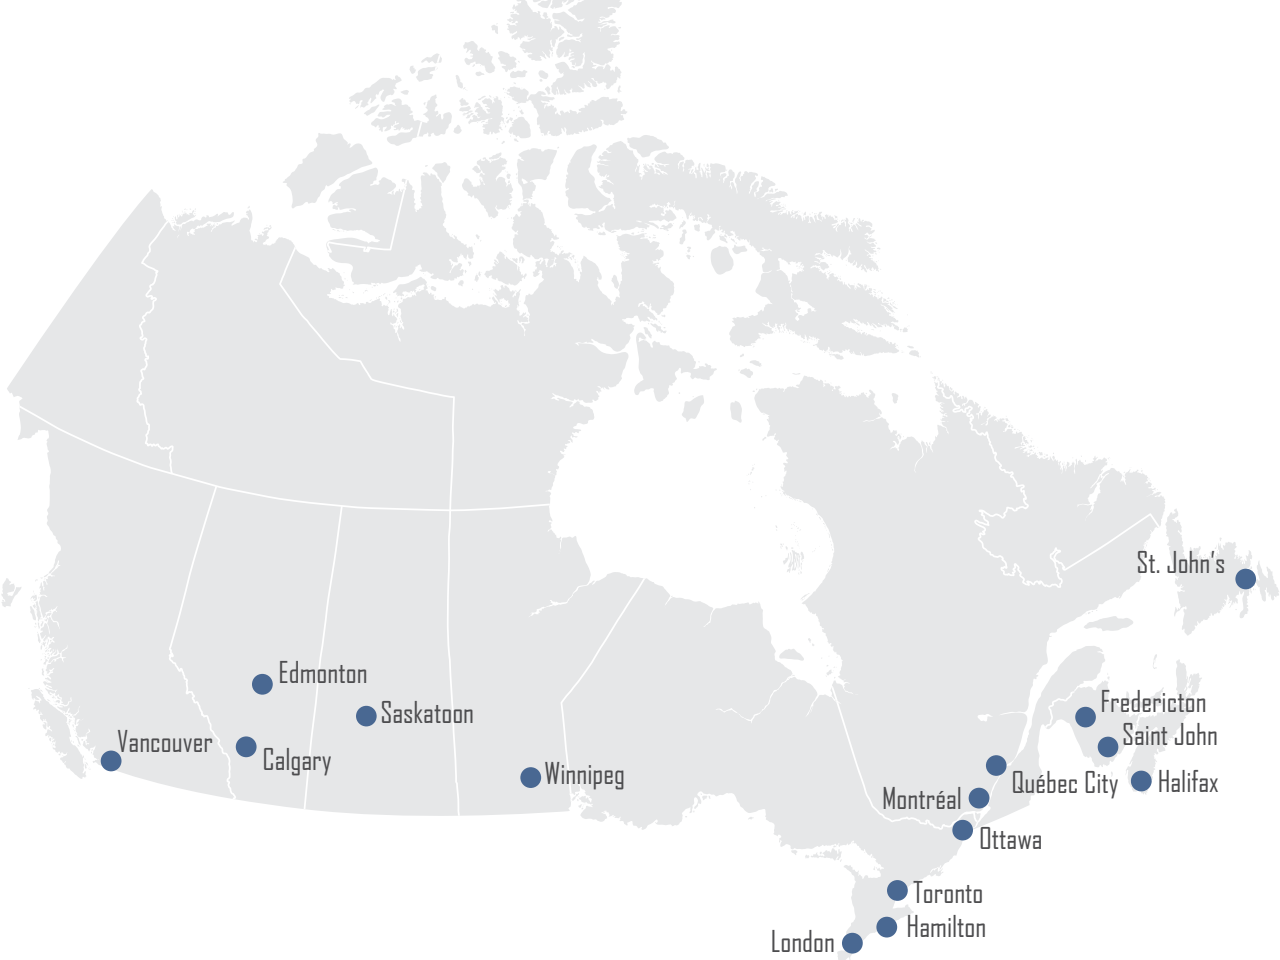 St. John's
Edmonton
Fredericton
Saskatoon
Saint John
Vancouver
Calgary
Winnipeg
Québec City
Halifax
Montréal
Ottawa
Toronto
Hamilton
London